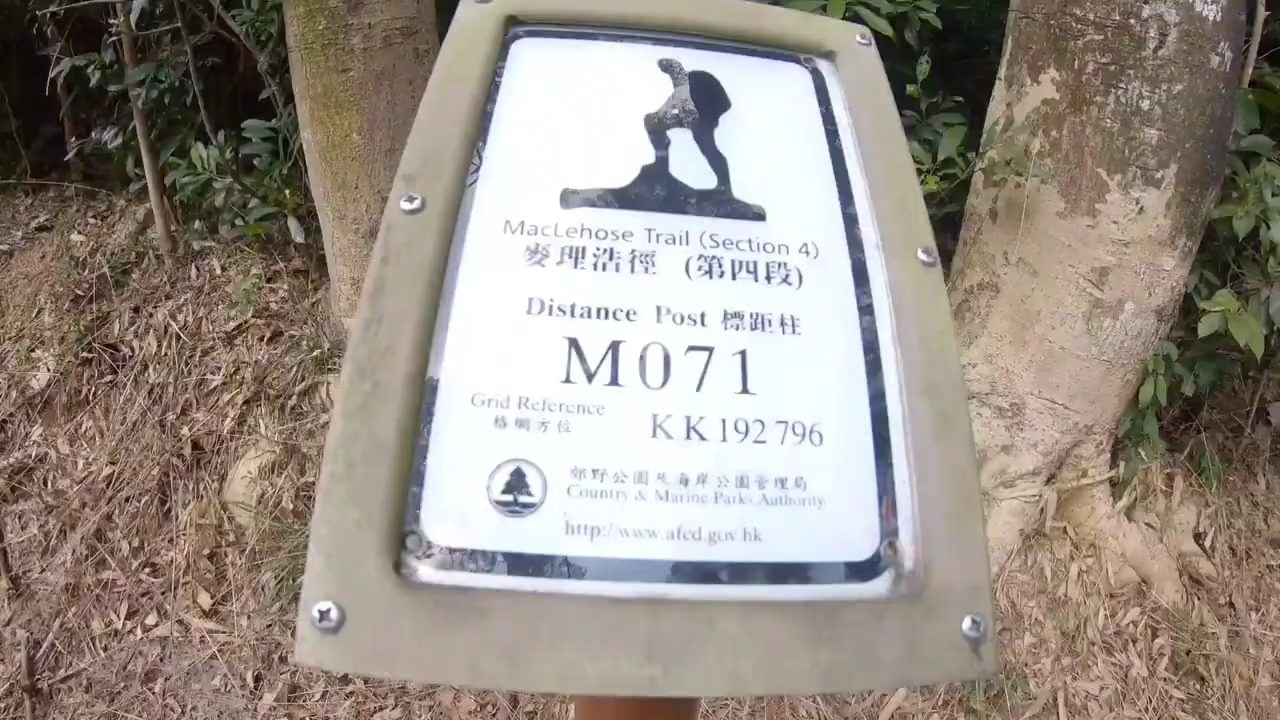 MacLehose Trail (Section 4)
麥理浩徑 (第四段)
Distance Post 標距柱
M071
Grid Reference
格網方位
KK 192 796
郊野公園及海岸公園管理局
Country & Marine Parks Authority
http://www.afcd.gov.hk